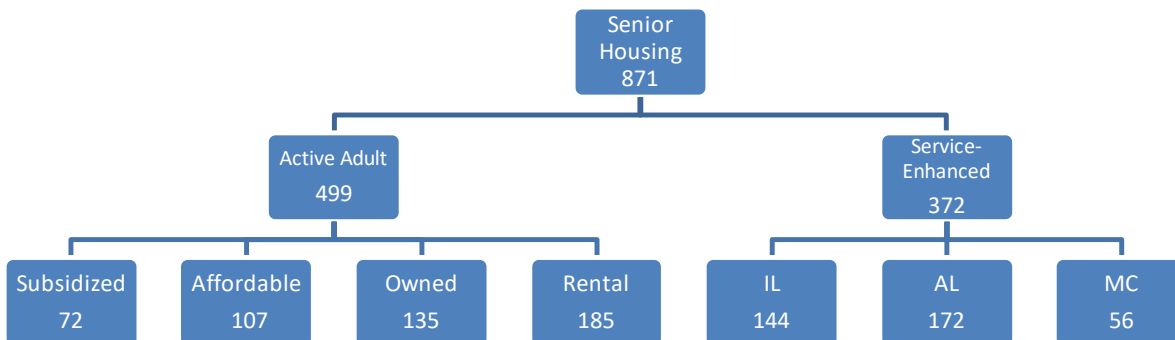 Senior
Housing
871
Active Adult
499
Service-
Enhanced
372
Subsidized
72
Affordable
107
Owned
135
Rental
185
IL
144
AL
172
MC
56